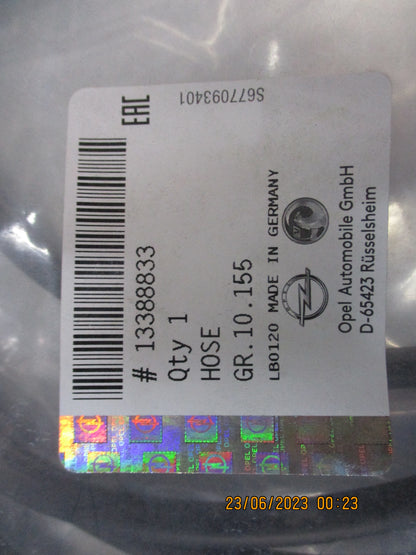 S677093401
EAC
# 13388833
Qty 1
HOSE
GR.10.155
LB0120 MADE IN GERMANY
Opel Automobile GmbH
D-65423 Rüsselsheim
23/06/2023 00:23